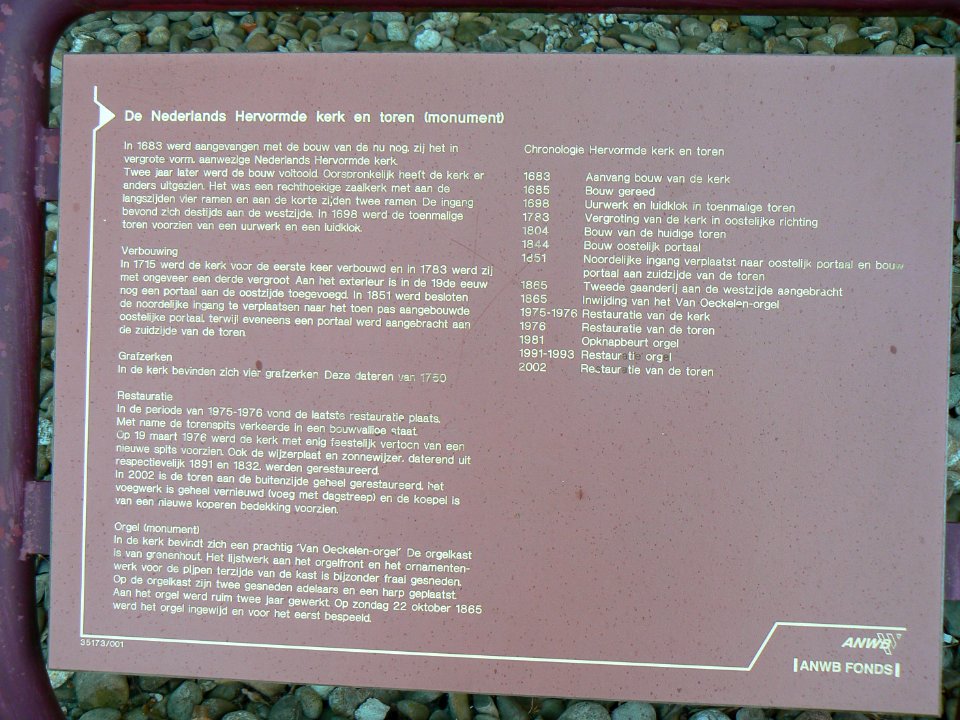 De Nederlands Hervormde kerk en toren (monument)
In 1683 werd aangevangen met de bouw van de nu nog, zij het in
vergrote vorm, aanwezige Nederlands Hervormde kerk.
Twee jaar later werd de bouw voltooid. Oorspronkelijk heeft de kerk er
anders uitgezien. Het was een rechthoekige zaalkerk met aan de
langszijden vier ramen en aan de korte zijden twee ramen. De ingang
bevond zich destijds aan de westzijde. In 1698 werd de toenmalige
toren voorzien van een uurwerk en een luidklok.
Verbouwing
In 1715 werd de kerk voor de eerste keer verbouwd en in 1783 werd zij
met ongeveer een derde vergroot. Aan het exterieur is in de 19de eeuw
nog een portaal aan de oostzijde toegevoegd. In 1851 werd besloten
de noordelijke ingang te verplaatsen naar het toen pas aangebouwde
oostelijke portaal, terwijl eveneens een portaal werd aangebracht aan
de zuidzijde van de toren.
Grafzerken
In de kerk bevinden zich vier grafzerken. Deze dateren van 1750
Restauratie
In de periode van 1975-1976 vond de laatste restauratie plaats.
Met name de torenspits verkeerde in een bouwvallige staat.
Op 19 maart 1976 werd de kerk met enig feestelijk vertoon van een
nieuwe spits voorzien. Ook de wijzerplaat en zonnewijzer, daterend uit
respectievelijk 1891 en 1832, werden gerestaureerd.
In 2002 is de toren aan de buitenzijde geheel gerestaureerd, het
voegwerk is geheel vernieuwd (voeg met dagstreep) en de koepel is
van een nieuwe koperen bedekking voorzien.
Orgel (monument)
In de kerk bevindt zich een prachtig 'Van Oeckelen-orgel'. De orgelkast
is van grenenhout. Het lijstwerk aan het orgelfront en het ornamenten-
werk voor de pijpen terzijde van de kast is bijzonder fraai gesneden.
Op de orgelkast zijn twee gesneden adelaars en een harp geplaatst.
Aan het orgel werd ruim twee jaar gewerkt. Op zondag 22 oktober 1865
werd het orgel ingewijd en voor het eerst bespeeld.
35173/001
Chronologie Hervormde kerk en toren
1683 Aanvang bouw van de kerk
1685 Bouw gereed
1698 Uurwerk en luidklok in toenmalige toren
1783 Vergroting van de kerk in oostelijke richting
1804 Bouw van de huidige toren
1844 Bouw oostelijk portaal
1851 Noordelijke ingang verplaatst naar oostelijk portaal en bouw
portaal aan zuidzijde van de toren
1865 Tweede gaanderij aan de westzijde aangebracht
1865 Inwijding van het Van Oeckelen-orgel
1975-1976 Restauratie van de kerk
1976 Restauratie van de toren
1981 Opknapbeurt orgel
1991-1993 Restauratie orgel
2002 Restauratie van de toren
ANWB
ANWB FONDS